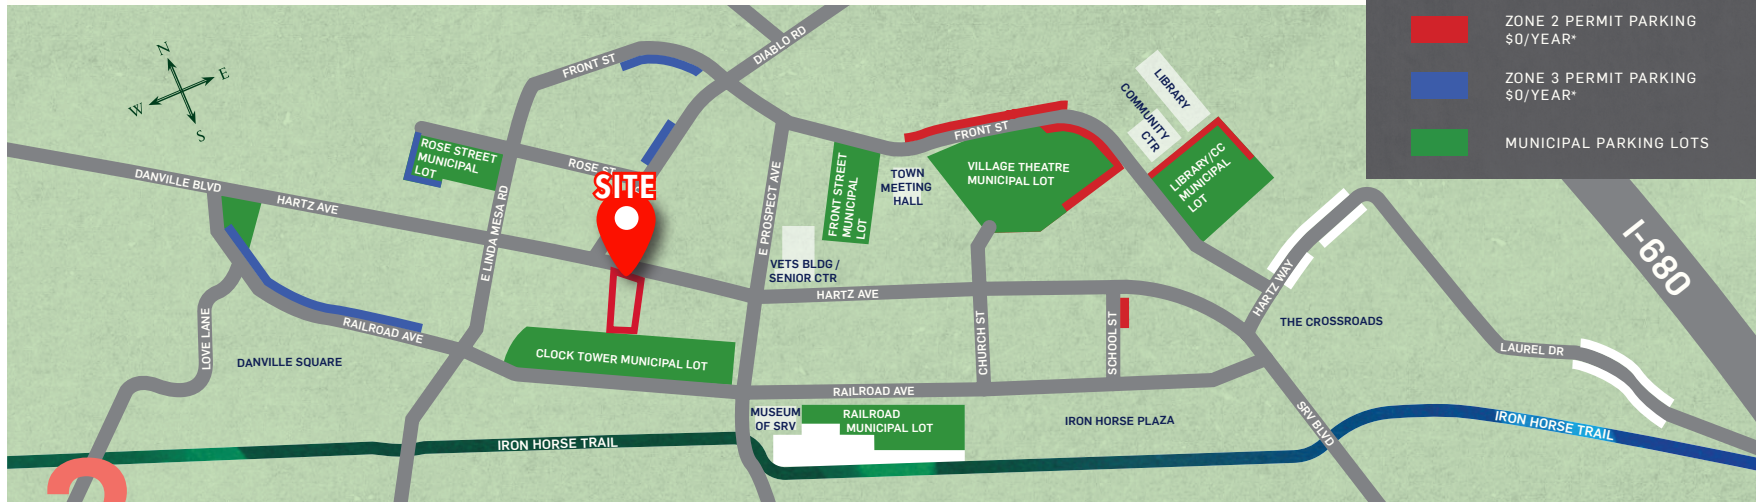 ZONE 2 PERMIT PARKING
$0/YEAR*
ZONE 3 PERMIT PARKING
$0/YEAR*
MUNICIPAL PARKING LOTS
N
E
W
S
DIABLO RD
FRONT ST
LIBRARY
COMMUNITY
CTR
FRONT ST
ROSE STREET
MUNICIPAL
LOT
ROSE ST
SITE
DANVILLE BLVD
HARTZ AVE
E LINDA MESA RD
E PROSPECT AVE
FRONT STREET
MUNICIPAL
LOT
TOWN
MEETING
HALL
VILLAGE THEATRE
MUNICIPAL LOT
LIBRARY/CC
MUNICIPAL
LOT
I-680
VETS BLDG /
SENIOR CTR
HARTZ AVE
HARTZ WAY
LOVE LANE
RAILROAD AVE
DANVILLE SQUARE
CLOCK TOWER MUNICIPAL LOT
CHURCH ST
SCHOOL ST
THE CROSSROADS
LAUREL DR
RAILROAD AVE
MUSEUM
OF SRV
RAILROAD
MUNICIPAL LOT
IRON HORSE PLAZA
SRV BLVD
IRON HORSE TRAIL
IRON HORSE TRAIL